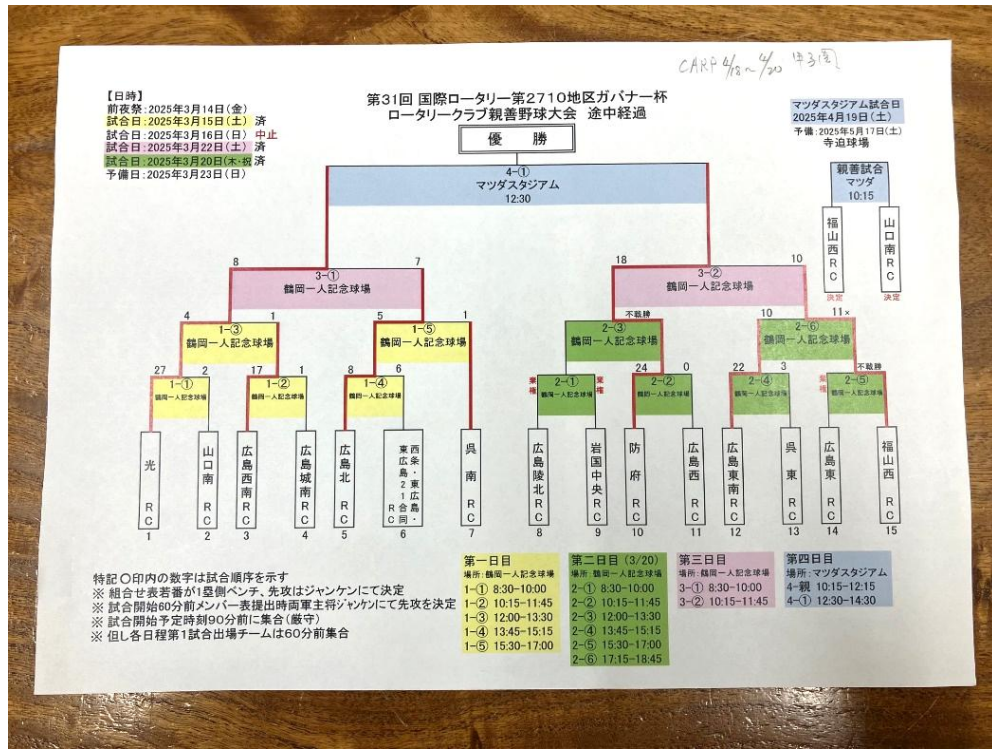 CARP 4/18～4/20 甲子園
【日時】
前夜祭：2025年3月14日(金)
試合日：2025年3月15日(土) 済
試合日：2025年3月16日(日) 中止
試合日：2025年3月22日(土) 済
試合日：2025年3月20日(木・祝) 済
予備日：2025年3月23日(日)
第31回 国際ロータリー第2710地区ガバナー杯
ロータリークラブ親善野球大会 途中経過
優 勝
マツダスタジアム試合日
2025年4月19日(土)
予備：2025年5月17日(土)
寺迫球場
4-①
マツダスタジアム
12:30
親善試合
マツダ
10:15
福山西RC
山口南RC
決定
決定
8 7
3-①
鶴岡一人記念球場
18 10
3-②
鶴岡一人記念球場
4 1
1-③
鶴岡一人記念球場
5 1
1-⑤
鶴岡一人記念球場
不戦勝
2-③
鶴岡一人記念球場
10 11×
2-⑥
鶴岡一人記念球場
27 2
1-①
鶴岡一人記念球場
17 1
1-②
鶴岡一人記念球場
8 6
1-④
鶴岡一人記念球場
棄権 棄権
2-①
鶴岡一人記念球場
24 0
2-②
鶴岡一人記念球場
22 3
2-④
鶴岡一人記念球場
棄権 不戦勝
2-⑤
鶴岡一人記念球場
光 RC
1
山口南 RC
2
広島西南RC
3
広島城南RC
4
広島北 RC
5
西条・東広島・
東広島21合同
RC
6
呉南 RC
7
広島陵北RC
8
岩国中央RC
9
防府 RC
10
広島西 RC
11
広島東南RC
12
呉東 RC
13
広島東 RC
14
福山西 RC
15
特記 ○印内の数字は試合順序を示す
※ 組合せ表若番が1塁側ベンチ、先攻はジャンケンにて決定
※ 試合開始60分前メンバー表提出時両軍主将ジャンケンにて先攻を決定
※ 試合開始予定時刻90分前に集合(厳守)
※ 但し各日程第1試合出場チームは60分前集合
第一日目
場所：鶴岡一人記念球場
1-① 8:30-10:00
1-② 10:15-11:45
1-③ 12:00-13:30
1-④ 13:45-15:15
1-⑤ 15:30-17:00
第二日目 (3/20)
場所：鶴岡一人記念球場
2-① 8:30-10:00
2-② 10:15-11:45
2-③ 12:00-13:30
2-④ 13:45-15:15
2-⑤ 15:30-17:00
2-⑥ 17:15-18:45
第三日目
場所：鶴岡一人記念球場
3-① 8:30-10:00
3-② 10:15-11:45
第四日目
場所：マツダスタジアム
4-親 10:15-12:15
4-① 12:30-14:30